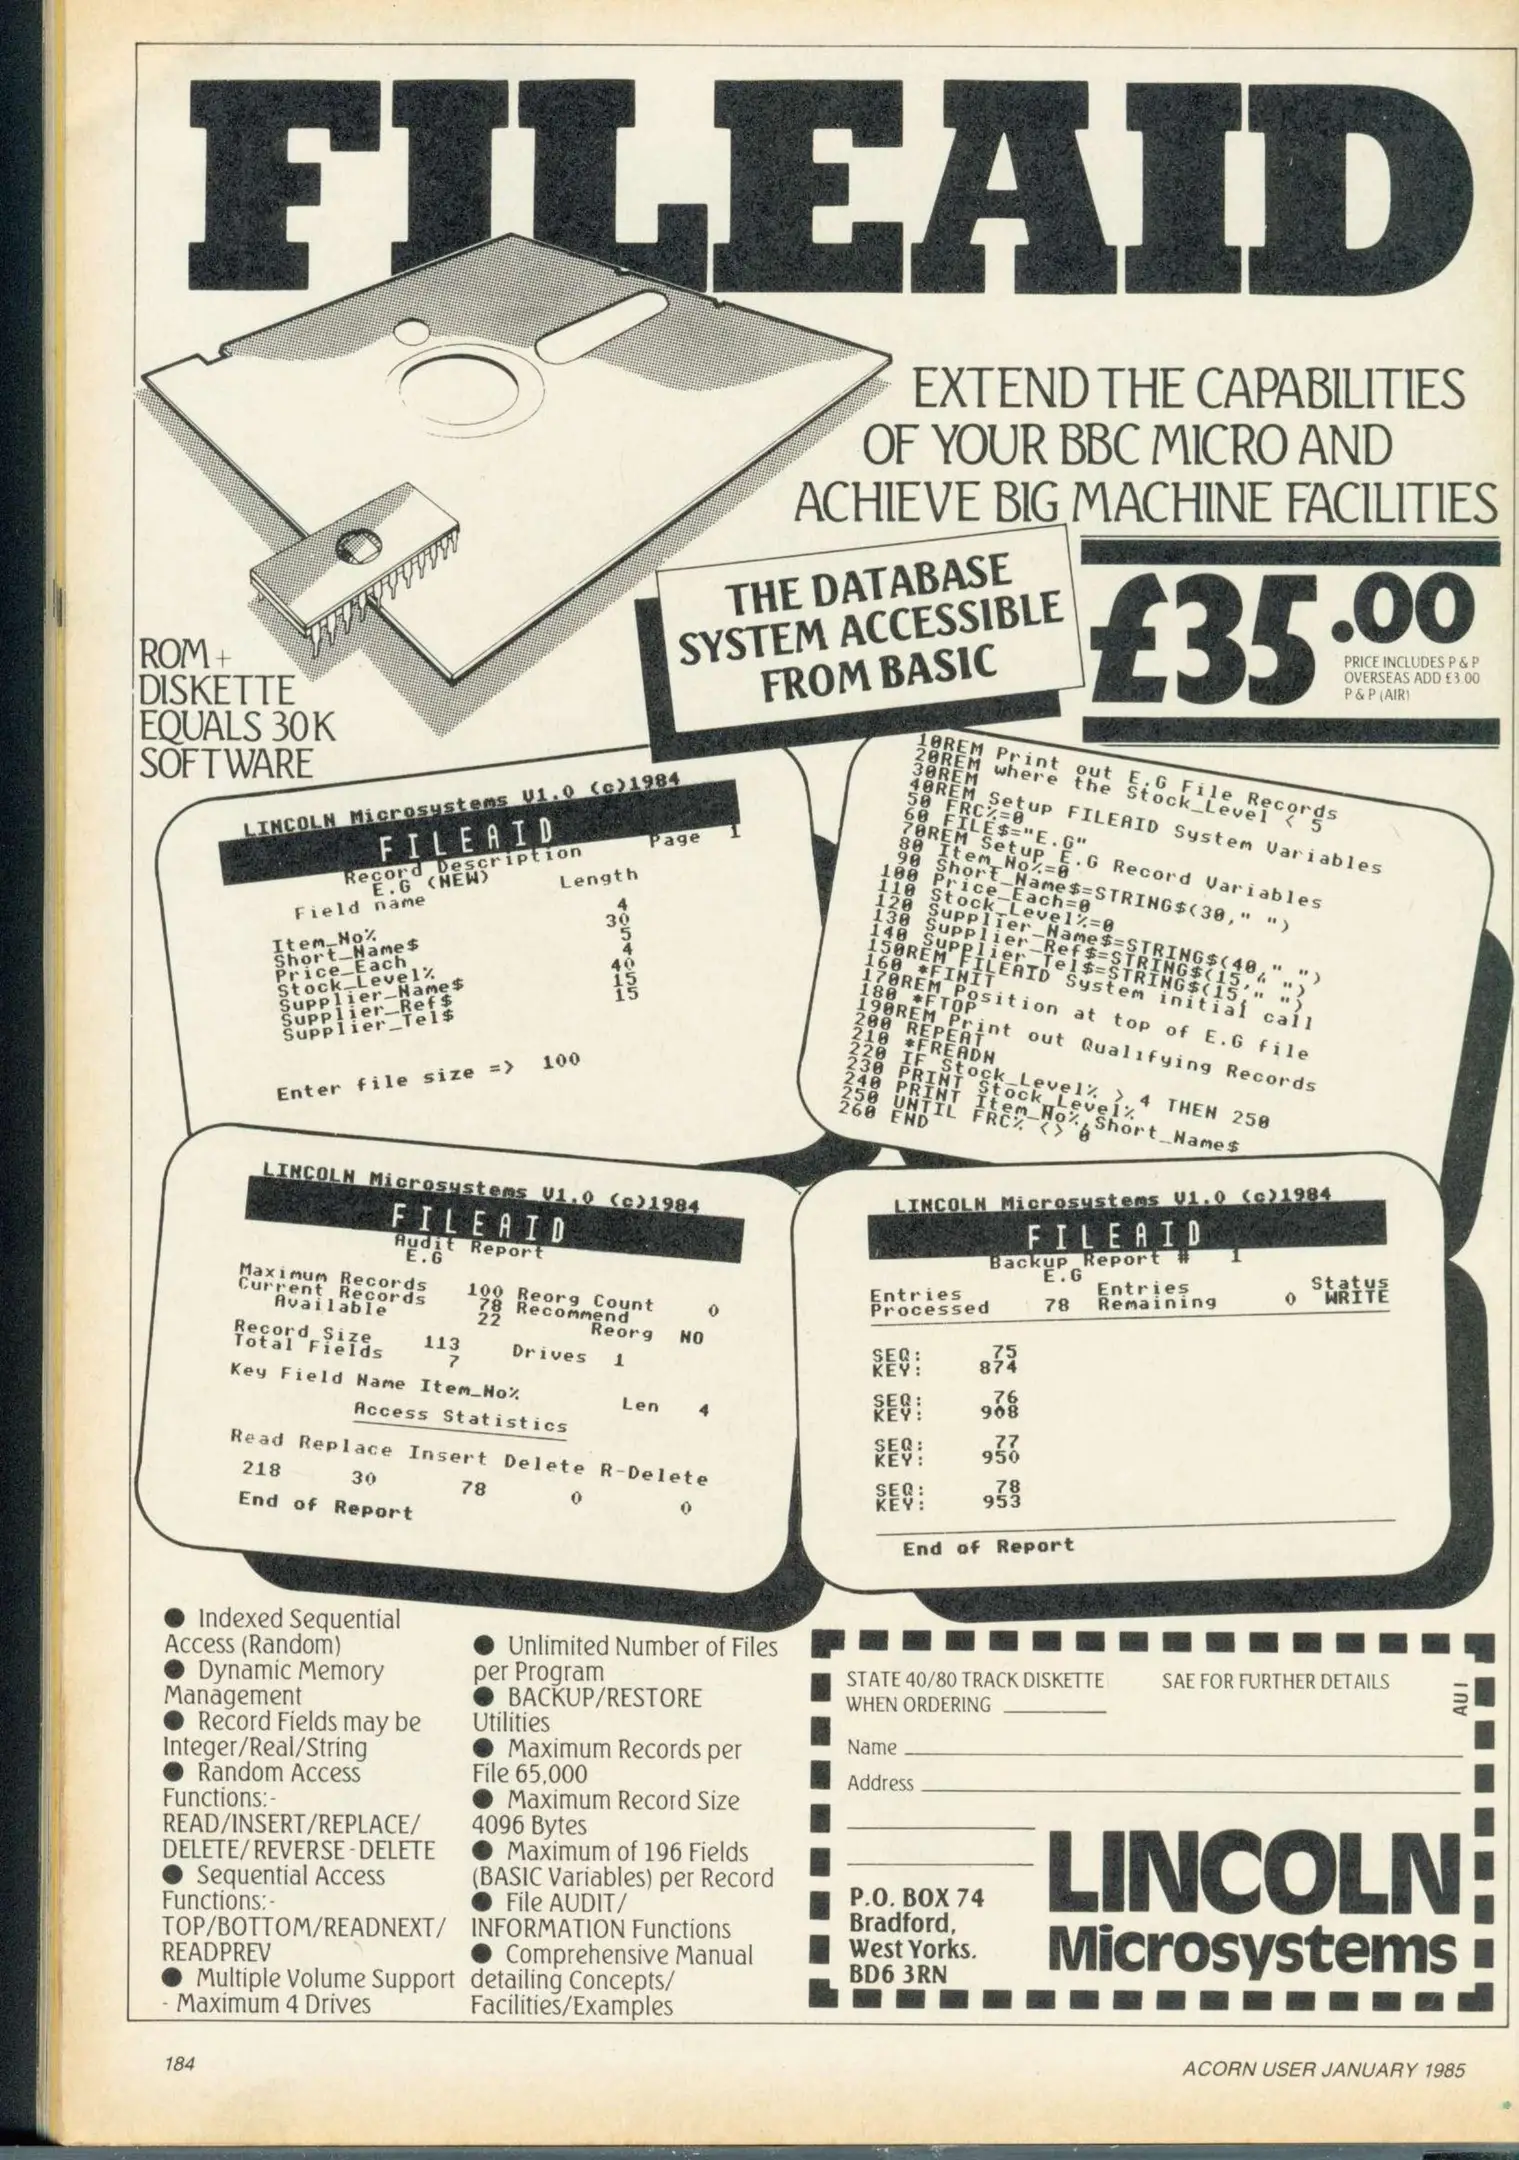 FILEAID
EXTEND THE CAPABILITIES
OF YOUR BBC MICRO AND
ACHIEVE BIG MACHINE FACILITIES
THE DATABASE
SYSTEM ACCESSIBLE
FROM BASIC
£35.00
PRICE INCLUDES P & P
OVERSEAS ADD £3.00
P & P (AIR)
ROM +
DISKETTE
EQUALS 30K
SOFTWARE
LINCOLN Microsystems V1.0 (c)1984
FILEAID
Record Description Page 1
E.G (NEW)
Field name Length
Item_No% 4
Short_Name$ 30
Price_Each 5
Stock_Level% 4
Supplier_Name$ 40
Supplier_Ref$ 15
Supplier_Tel$ 15
Enter file size => 100
10REM Print out E.G File Records
20REM where the Stock_Level < 5
30REM
40REM Setup FILEAID System Variables
50 FRC%=0
60 FILE$="E.G"
70REM Setup E.G Record Variables
80 Item_No%=0
90 Short_Name$=STRING$(30," ")
100 Price_Each=0
110 Stock_Level%=0
120 Supplier_Name$=STRING$(40," ")
130 Supplier_Ref$=STRING$(15," ")
140 Supplier_Tel$=STRING$(15," ")
150REM FILEAID System initial call
160 *FINIT
170REM Position at top of E.G file
180 *FTOP
190REM Print out Qualifying Records
200 REPEAT
210 *FREADN
220 IF Stock_Level% > 4 THEN 250
230 PRINT Stock_Level%
240 PRINT Item_No%,Short_Name$
250 UNTIL FRC% <> 0
260 END
LINCOLN Microsystems V1.0 (c)1984
FILEAID
Audit Report
E.G
Maximum Records 100 Reorg Count 0
Current Records 78 Recommend
Available 22 Reorg NO
Record Size 113 Drives 1
Total Fields 7
Key Field Name Item_No% Len 4
Access Statistics
Read Replace Insert Delete R-Delete
218 30 78 0 0
End of Report
LINCOLN Microsystems V1.0 (c)1984
FILEAID
Backup Report # 1
E.G
Entries Entries Status
Processed 78 Remaining 0 WRITE
SEQ: 75
KEY: 874
SEQ: 76
KEY: 908
SEQ: 77
KEY: 950
SEQ: 78
KEY: 953
End of Report
● Indexed Sequential
Access (Random)
● Dynamic Memory
Management
● Record Fields may be
Integer/Real/String
● Random Access
Functions:-
READ/INSERT/REPLACE/
DELETE/REVERSE-DELETE
● Sequential Access
Functions:-
TOP/BOTTOM/READNEXT/
READPREV
● Multiple Volume Support
- Maximum 4 Drives
● Unlimited Number of Files
per Program
● BACKUP/RESTORE
Utilities
● Maximum Records per
File 65,000
● Maximum Record Size
4096 Bytes
● Maximum of 196 Fields
(BASIC Variables) per Record
● File AUDIT/
INFORMATION Functions
● Comprehensive Manual
detailing Concepts/
Facilities/Examples
STATE 40/80 TRACK DISKETTE
WHEN ORDERING
SAE FOR FURTHER DETAILS
AU1
Name
Address
P.O. BOX 74
Bradford,
West Yorks.
BD6 3RN
LINCOLN
Microsystems
184
ACORN USER JANUARY 1985